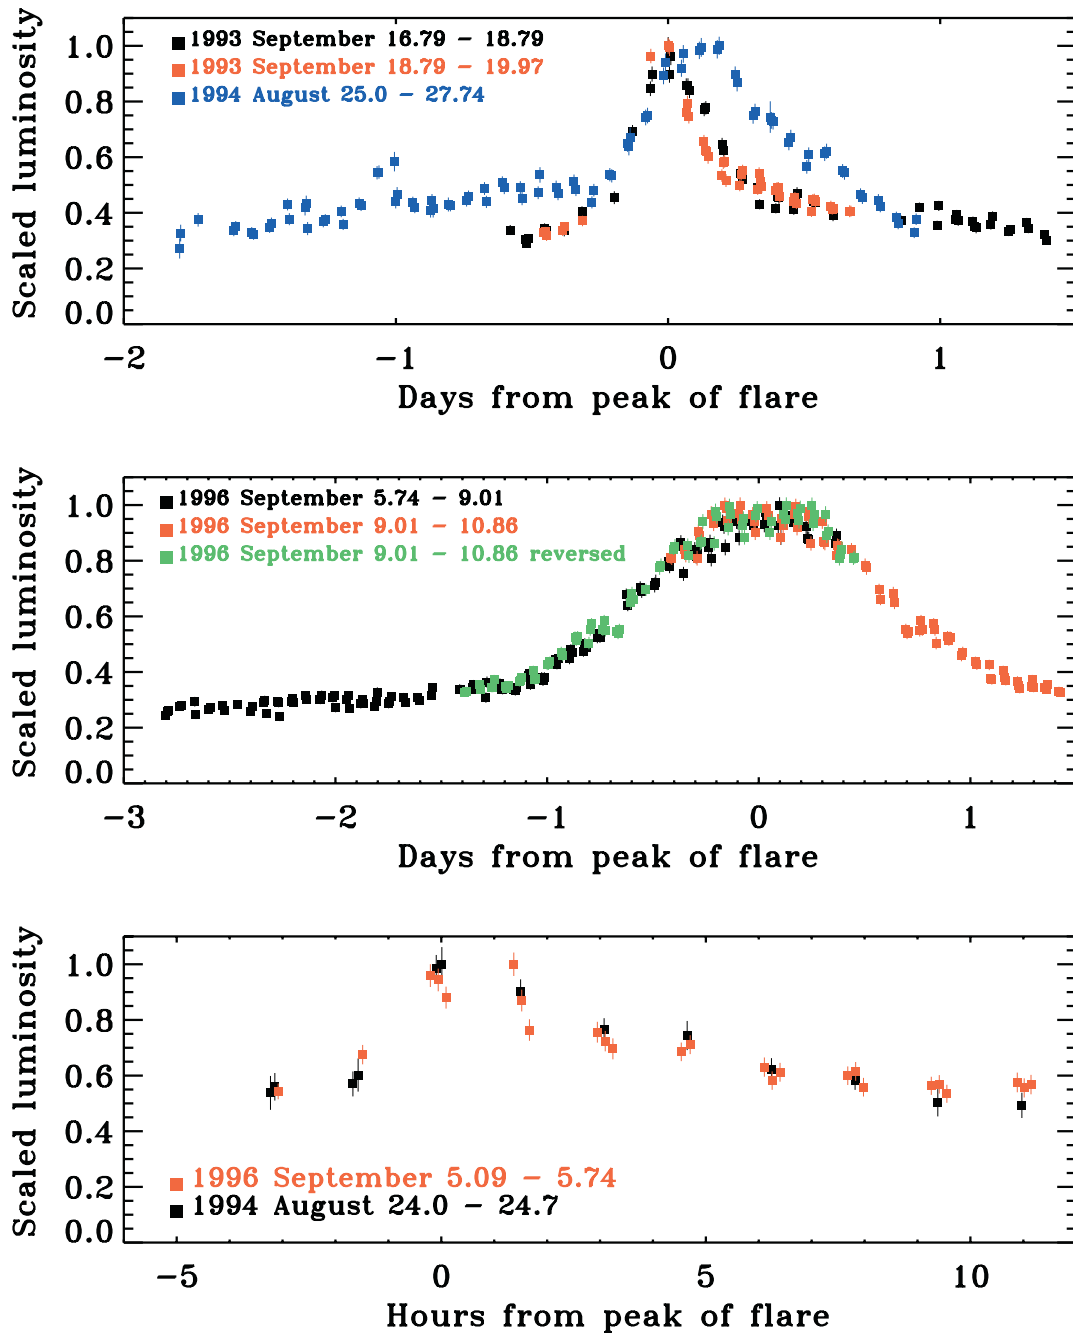 1.0
0.8
0.6
0.4
0.2
0.0
Scaled luminosity
1993 September 16.79 − 18.79
1993 September 18.79 − 19.97
1994 August 25.0 − 27.74
−2 −1 0 1
Days from peak of flare
1.0
0.8
0.6
0.4
0.2
0.0
Scaled luminosity
1996 September 5.74 − 9.01
1996 September 9.01 − 10.86
1996 September 9.01 − 10.86 reversed
−3 −2 −1 0 1
Days from peak of flare
1.0
0.8
0.6
0.4
0.2
0.0
Scaled luminosity
1996 September 5.09 − 5.74
1994 August 24.0 − 24.7
−5 0 5 10
Hours from peak of flare